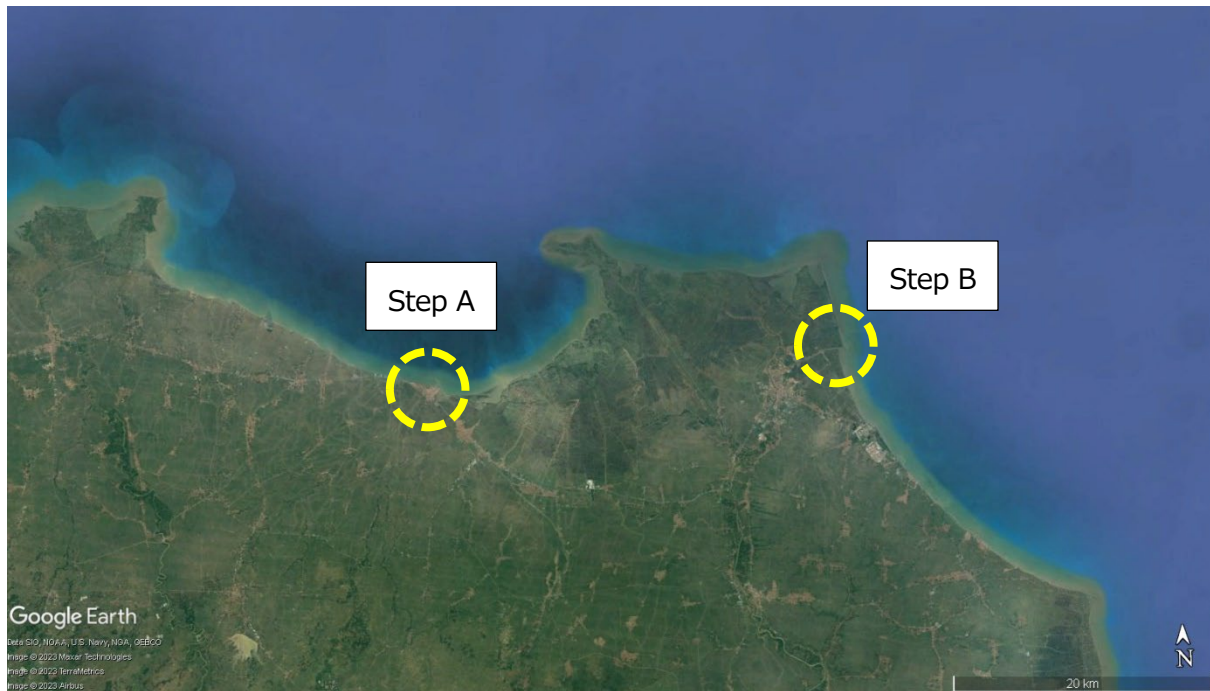 Step A
Step B
Google Earth
Data SIO, NOAA, U.S. Navy, NGA, GEBCO
Image © 2023 Maxar Technologies
Image © 2023 TerraMetrics
Image © 2023 Airbus
N
20 km